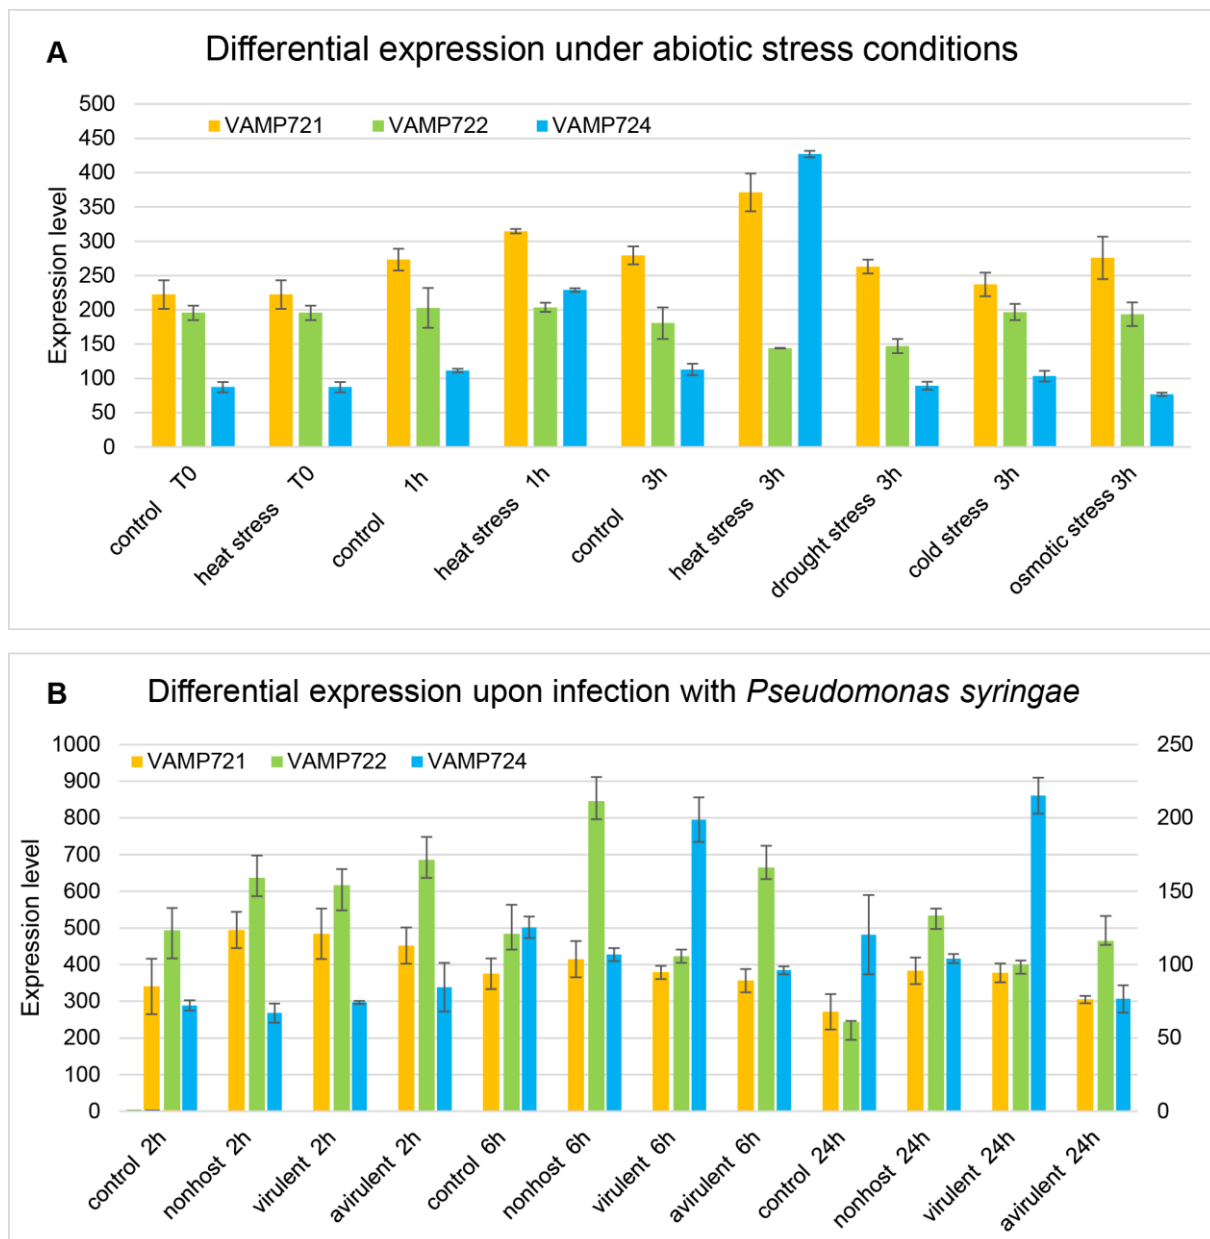 A Differential expression under abiotic stress conditions
500
450
400
350
300
250
200
150
100
50
0
Expression level
VAMP721 VAMP722 VAMP724
control T0
heat stress T0
control 1h
heat stress 1h
control 3h
heat stress 3h
drought stress 3h
cold stress 3h
osmotic stress 3h
B Differential expression upon infection with Pseudomonas syringae
1000
900
800
700
600
500
400
300
200
100
0
Expression level
VAMP721 VAMP722 VAMP724
250
200
150
100
50
0
control 2h
nonhost 2h
virulent 2h
avirulent 2h
control 6h
nonhost 6h
virulent 6h
avirulent 6h
control 24h
nonhost 24h
virulent 24h
avirulent 24h